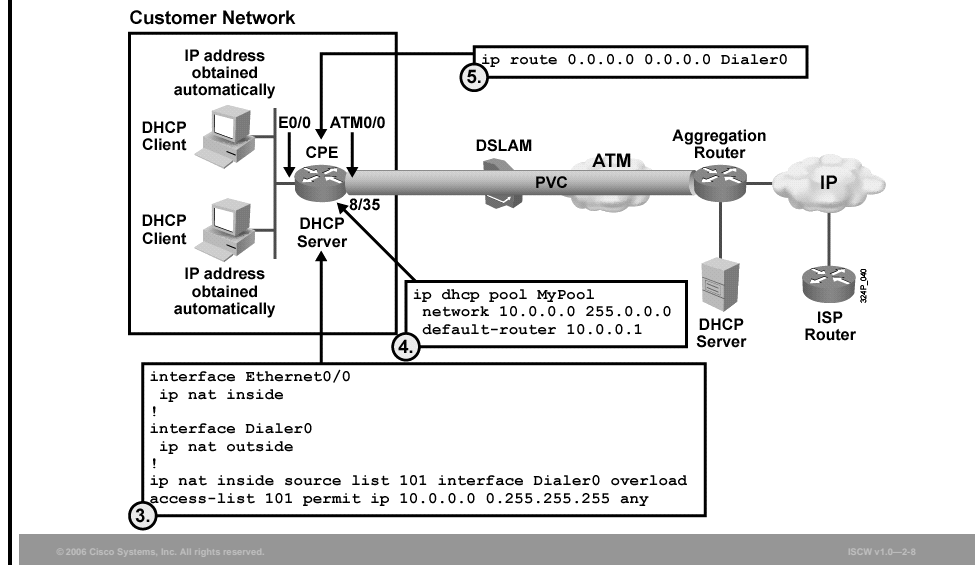 Customer Network
IP address
obtained
automatically
ip route 0.0.0.0 0.0.0.0 Dialer0
5.
E0/0
ATM0/0
DHCP
Client
CPE
DSLAM
ATM
Aggregation
Router
PVC
IP
8/35
DHCP
Client
DHCP
Server
IP address
obtained
automatically
ip dhcp pool MyPool
network 10.0.0.0 255.0.0.0
default-router 10.0.0.1
4.
DHCP
Server
ISP
Router
324P_040
interface Ethernet0/0
ip nat inside
!
interface Dialer0
ip nat outside
!
ip nat inside source list 101 interface Dialer0 overload
access-list 101 permit ip 10.0.0.0 0.255.255.255 any
3.
© 2006 Cisco Systems, Inc. All rights reserved.
ISCW v1.0—2-8